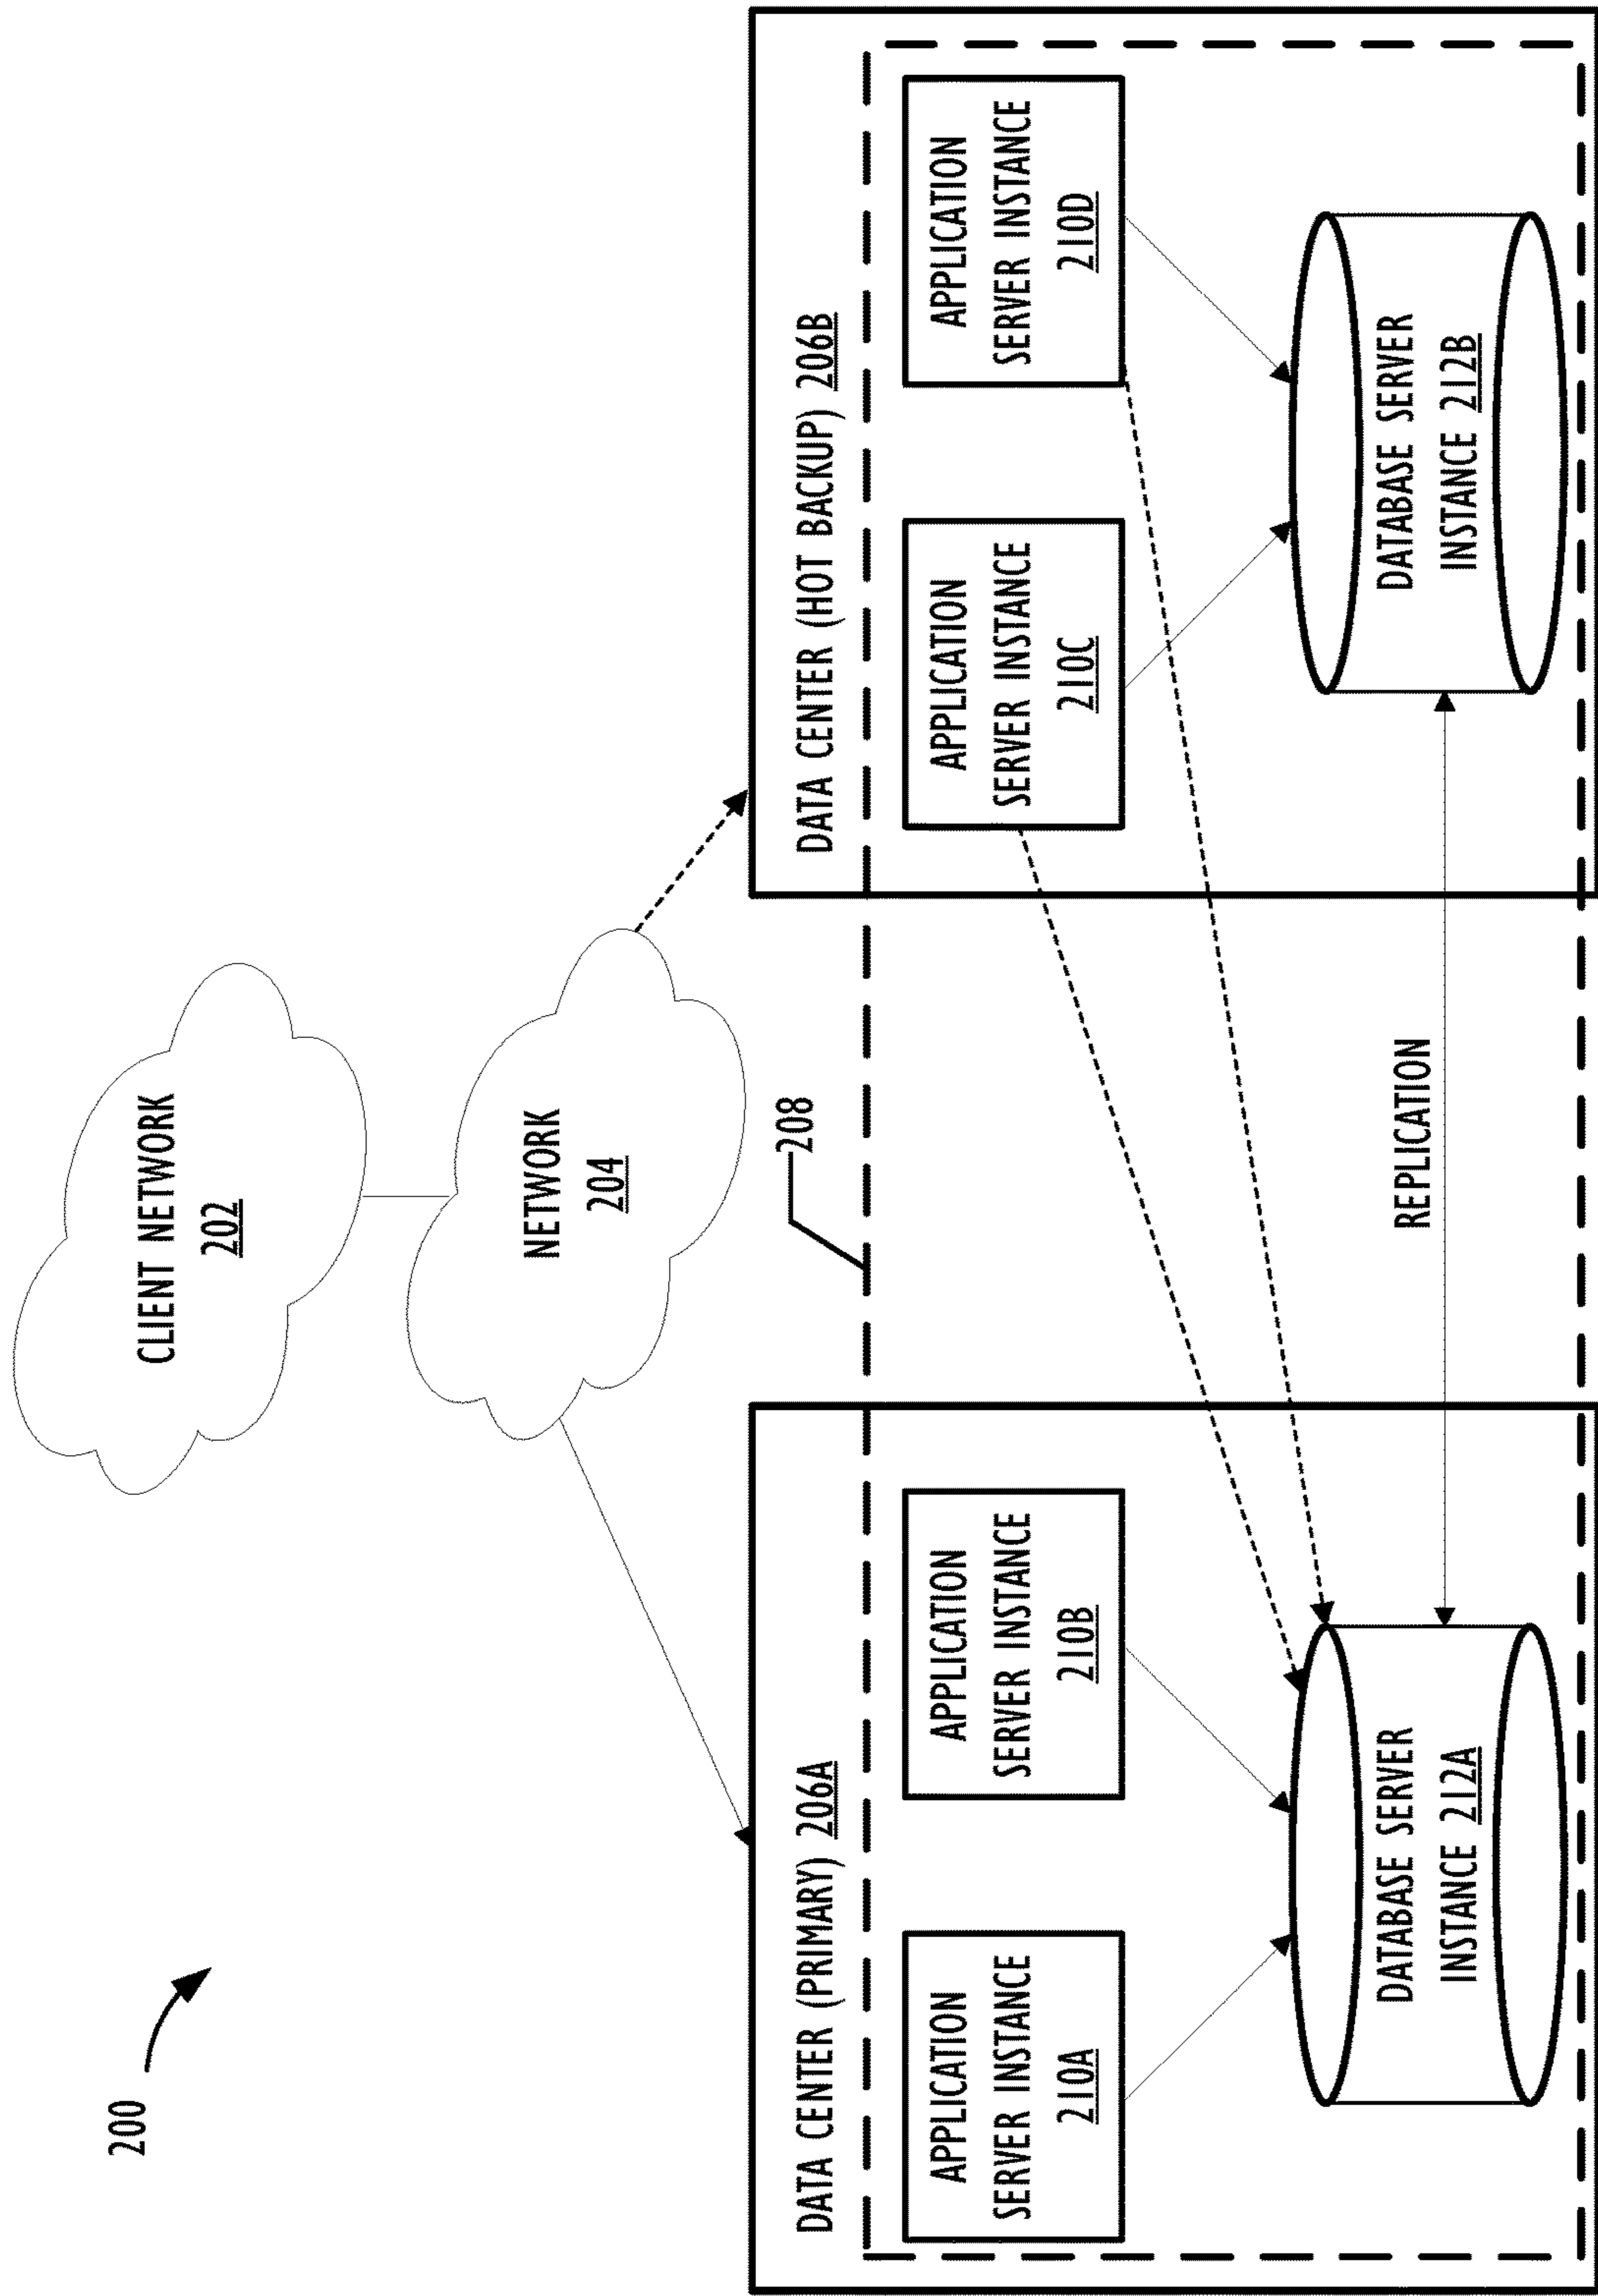 200
CLIENT NETWORK
202
NETWORK
204
208
DATA CENTER (PRIMARY) 206A
APPLICATION
SERVER INSTANCE
210A
APPLICATION
SERVER INSTANCE
210B
DATABASE SERVER
INSTANCE 212A
REPLICATION
DATA CENTER (HOT BACKUP) 206B
APPLICATION
SERVER INSTANCE
210C
APPLICATION
SERVER INSTANCE
210D
DATABASE SERVER
INSTANCE 212B